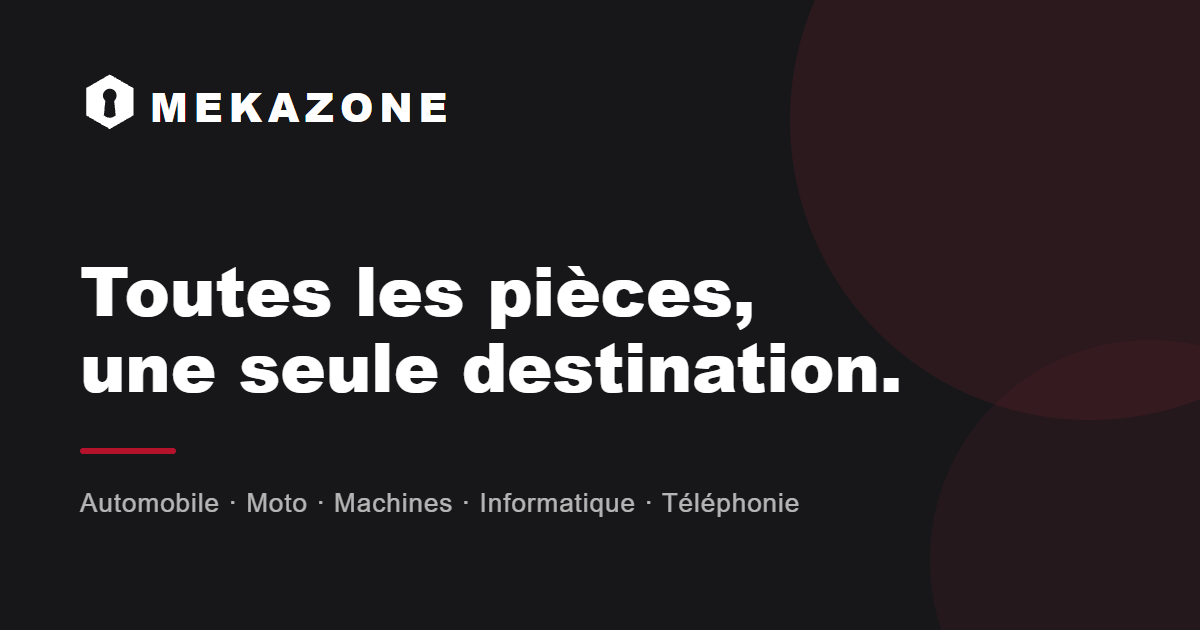 MEKAZONE
Toutes les pièces,
une seule destination.
Automobile · Moto · Machines · Informatique · Téléphonie